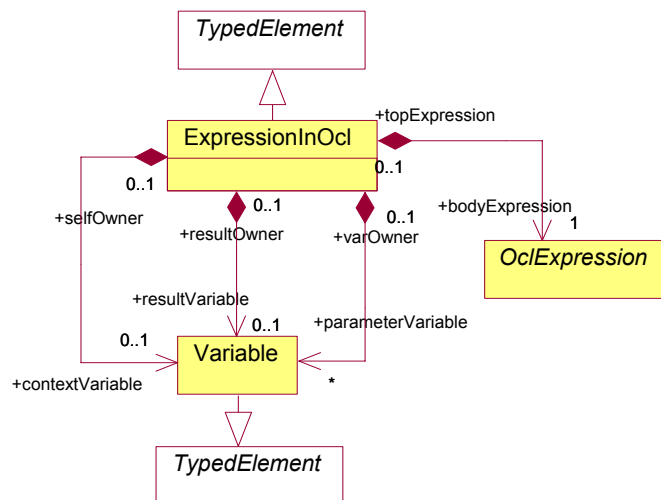 TypedElement
+topExpression
ExpressionInOcl
0..1
0..1
0..1
0..1
+selfOwner
+resultOwner
+varOwner
+bodyExpression
1
OclExpression
+resultVariable
+parameterVariable
0..1
0..1
Variable
+contextVariable
*
TypedElement